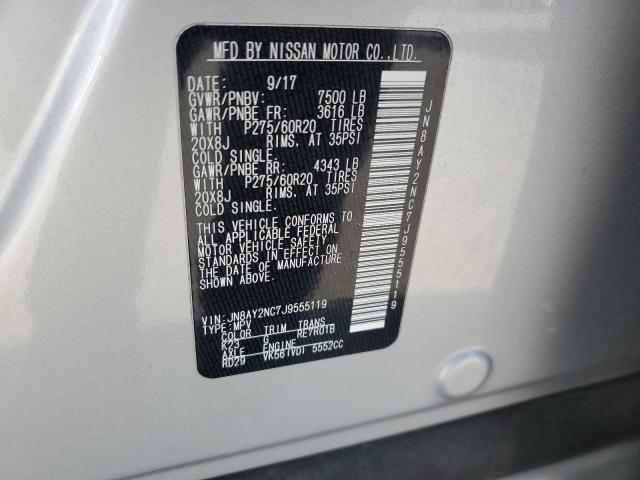 MFD BY NISSAN MOTOR CO.,LTD.
DATE: 9/17
GVWR/PNBV: 7500 LB
GAWR/PNBE FR: 3616 LB
WITH P275/60R20 TIRES
20X8J RIMS, AT 35PSI
COLD SINGLE.
GAWR/PNBE RR: 4343 LB
WITH P275/60R20 TIRES
20X8J RIMS, AT 35PSI
COLD SINGLE.
THIS VEHICLE CONFORMS TO
ALL APPLICABLE FEDERAL
MOTOR VEHICLE SAFETY
STANDARDS IN EFFECT ON
THE DATE OF MANUFACTURE
SHOWN ABOVE.
VIN: JN8AY2NC7J9555119
TYPE: MPV
COLOR TRIM TRANS
K23 G RE7R01B
AXLE ENGINE
RD29 VK56(VD) 5552CC
JN8AY2NC7J9555119